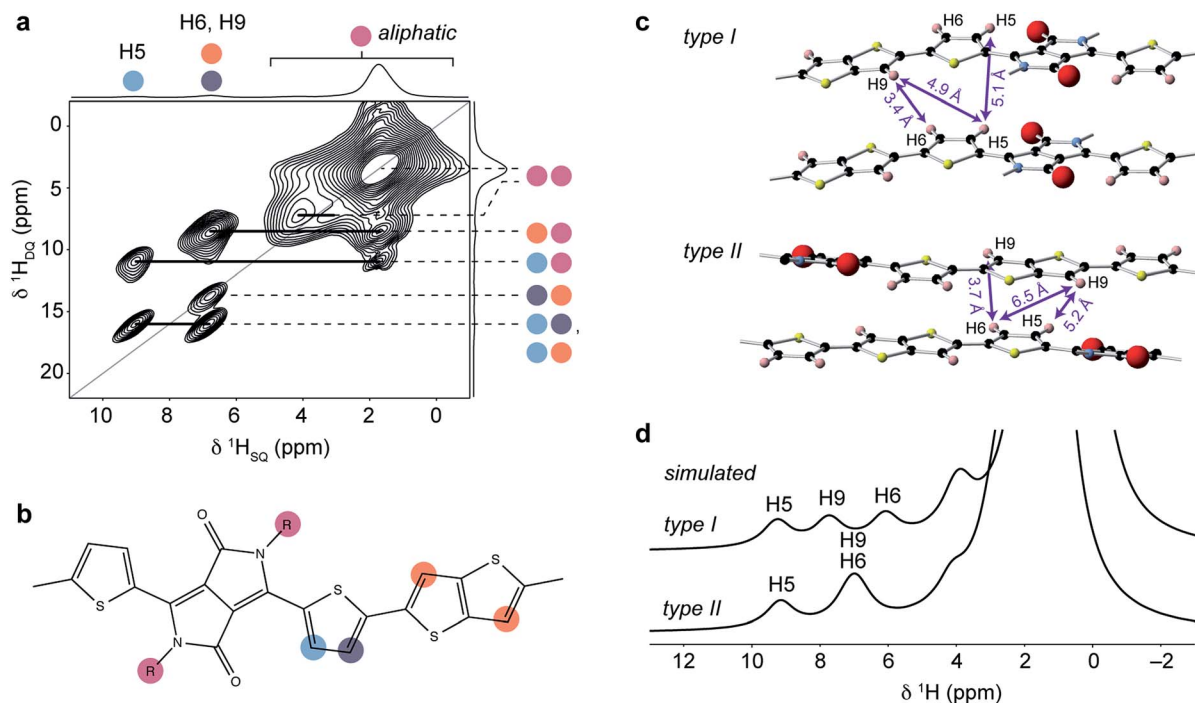 a
H6, H9
H5
aliphatic
0
5
10
15
20
δ ¹H_DQ (ppm)
,
10 8 6 4 2 0
δ ¹H_SQ (ppm)
b
O
R
N
S
S
S
N
S
R
O
c
type I
H6 H5
H9
3.4 Å
4.9 Å
5.1 Å
H6 H5
type II
H9
H9
3.7 Å
6.5 Å
5.2 Å
H6 H5
d
simulated
H5 H9 H6
type I
H9
H6
H5
type II
12 10 8 6 4 2 0 −2
δ ¹H (ppm)